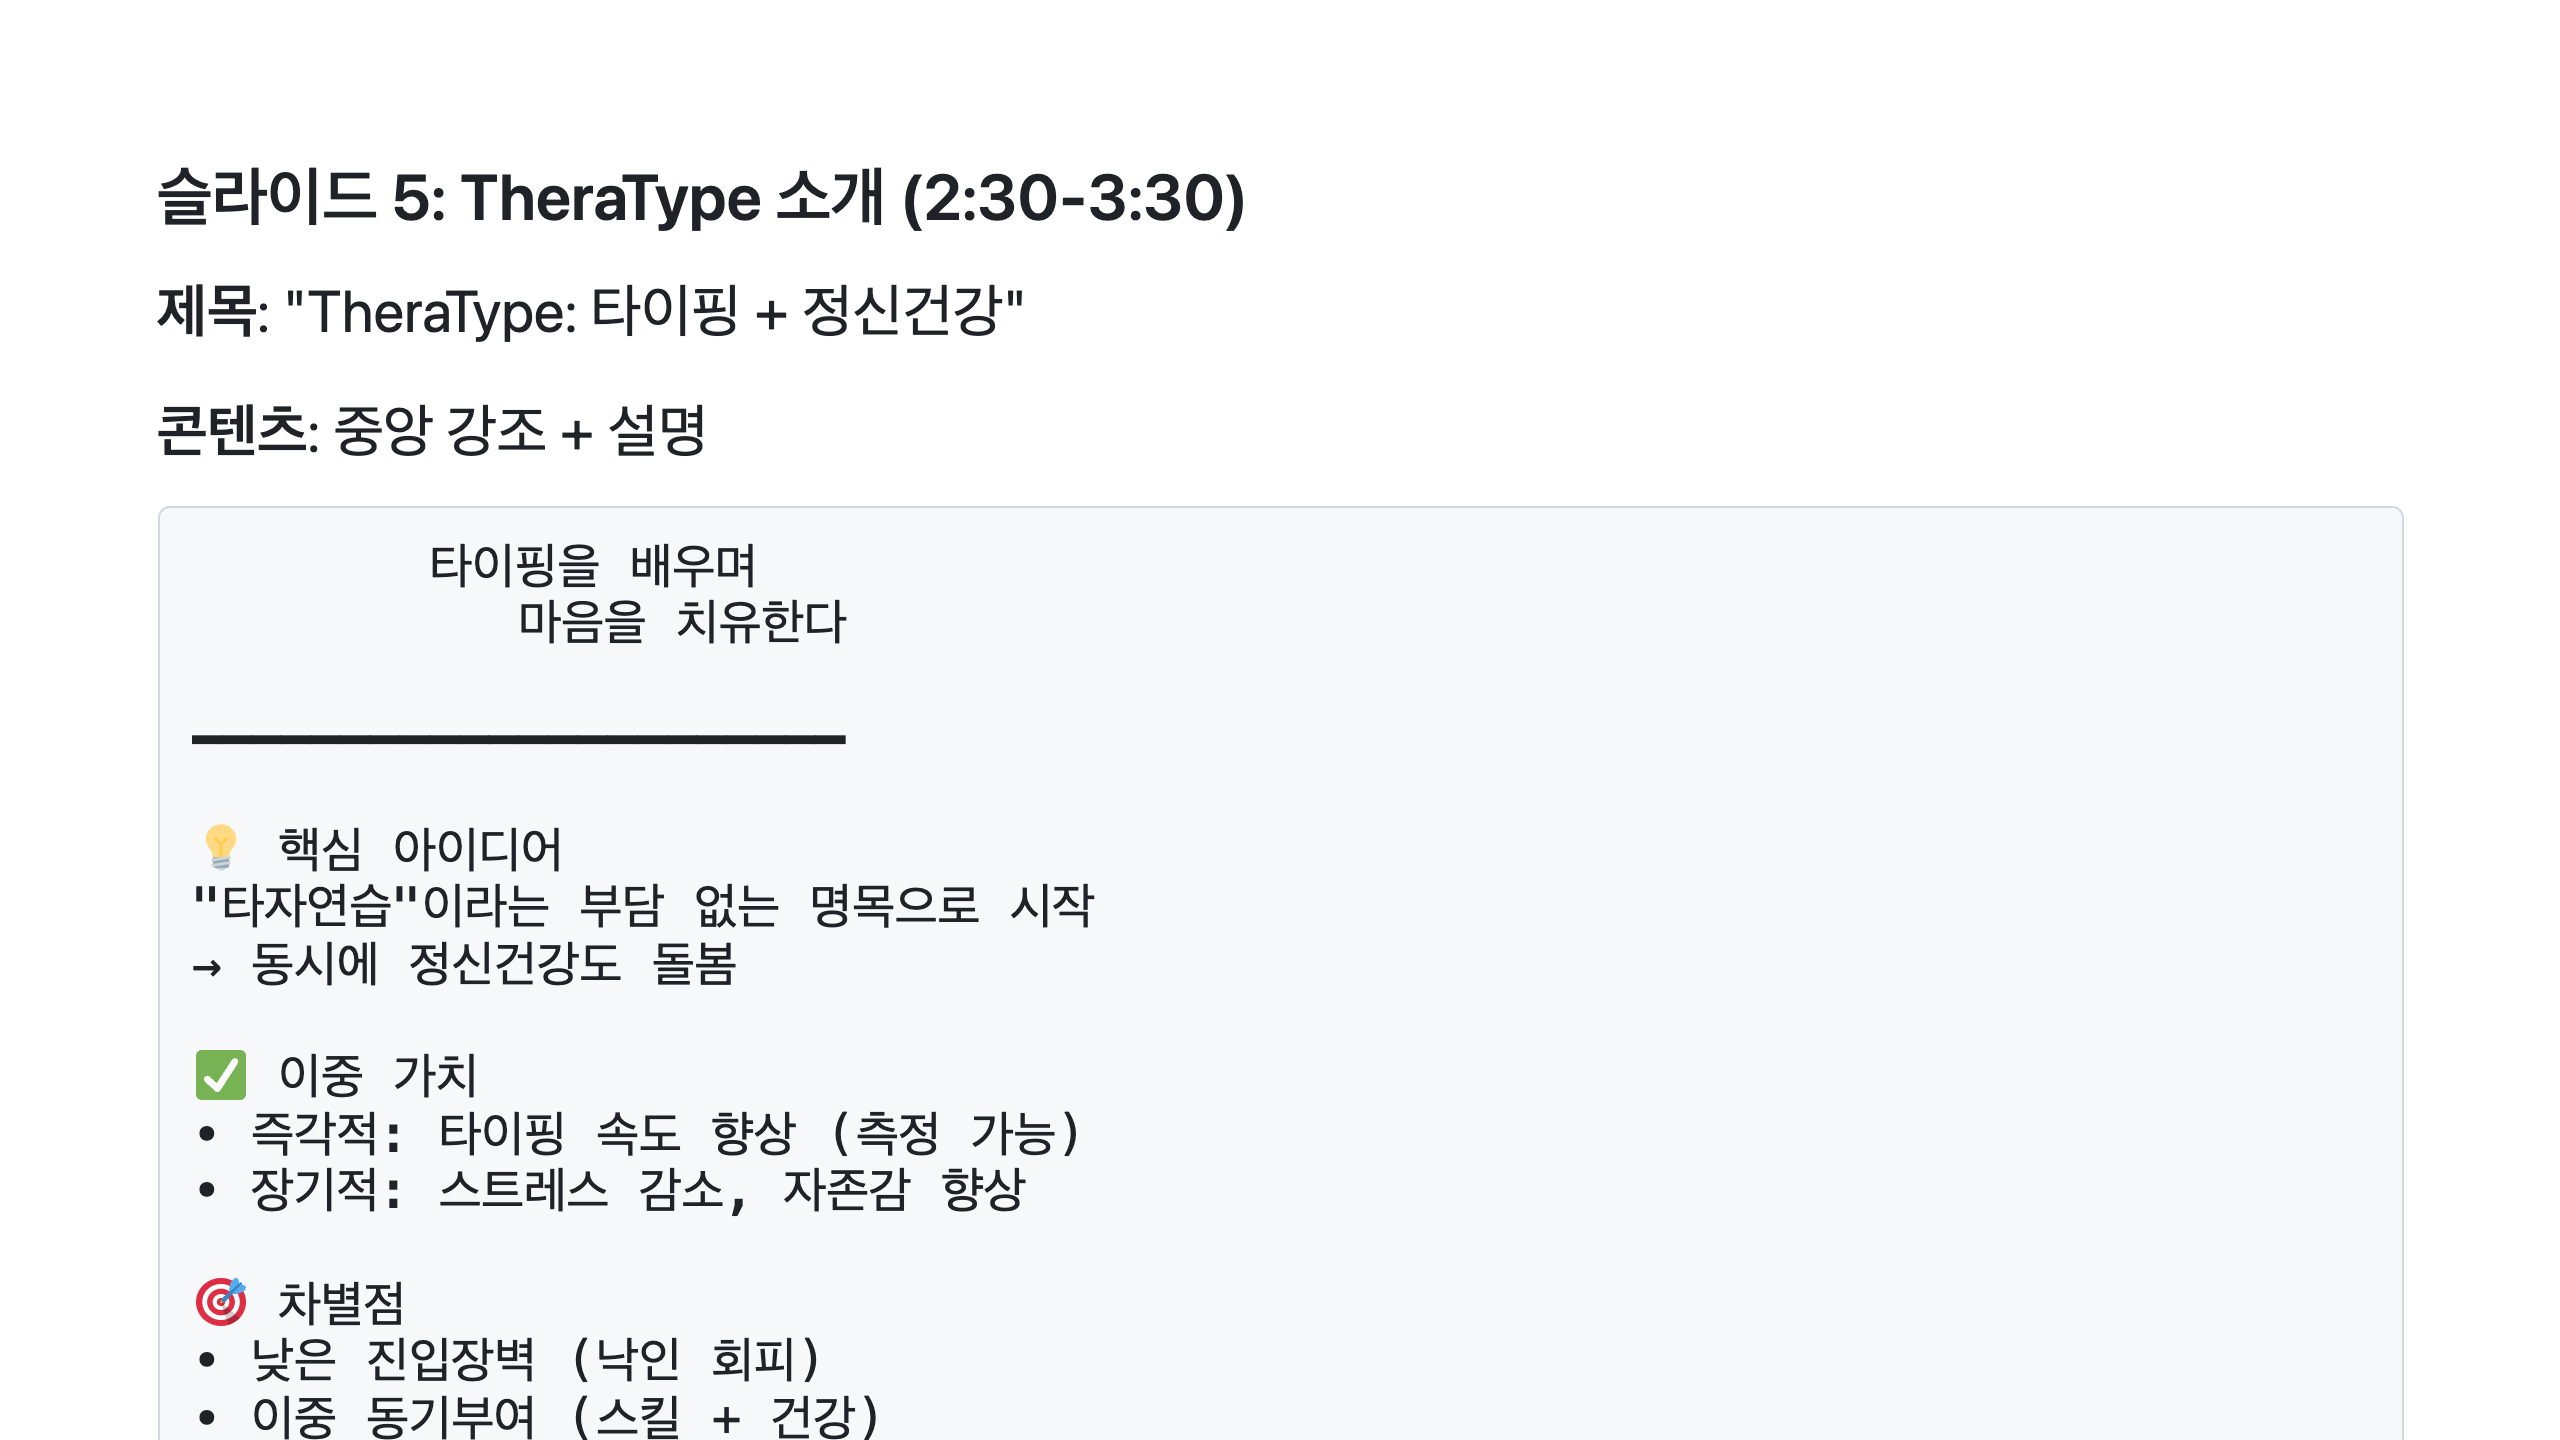 슬라이드 5: TheraType 소개 (2:30-3:30)
제목: "TheraType: 타이핑 + 정신건강"
콘텐츠: 중앙 강조 + 설명
타이핑을 배우며
마음을 치유한다
━━━━━━━━━━━━━━━━━━━━━━
💡 핵심 아이디어
"타자연습"이라는 부담 없는 명목으로 시작
→ 동시에 정신건강도 돌봄
✅ 이중 가치
• 즉각적: 타이핑 속도 향상 (측정 가능)
• 장기적: 스트레스 감소, 자존감 향상
🎯 차별점
• 낮은 진입장벽 (낙인 회피)
• 이중 동기부여 (스킬 + 건강)